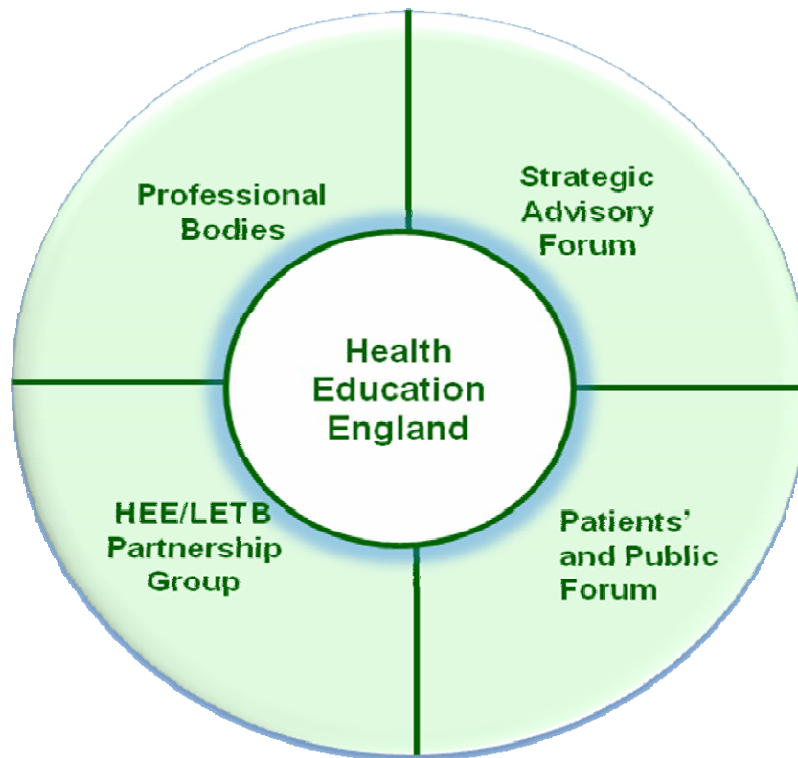 Professional
Bodies
Strategic
Advisory
Forum
Health
Education
England
HEE/LETB
Partnership
Group
Patients'
and Public
Forum